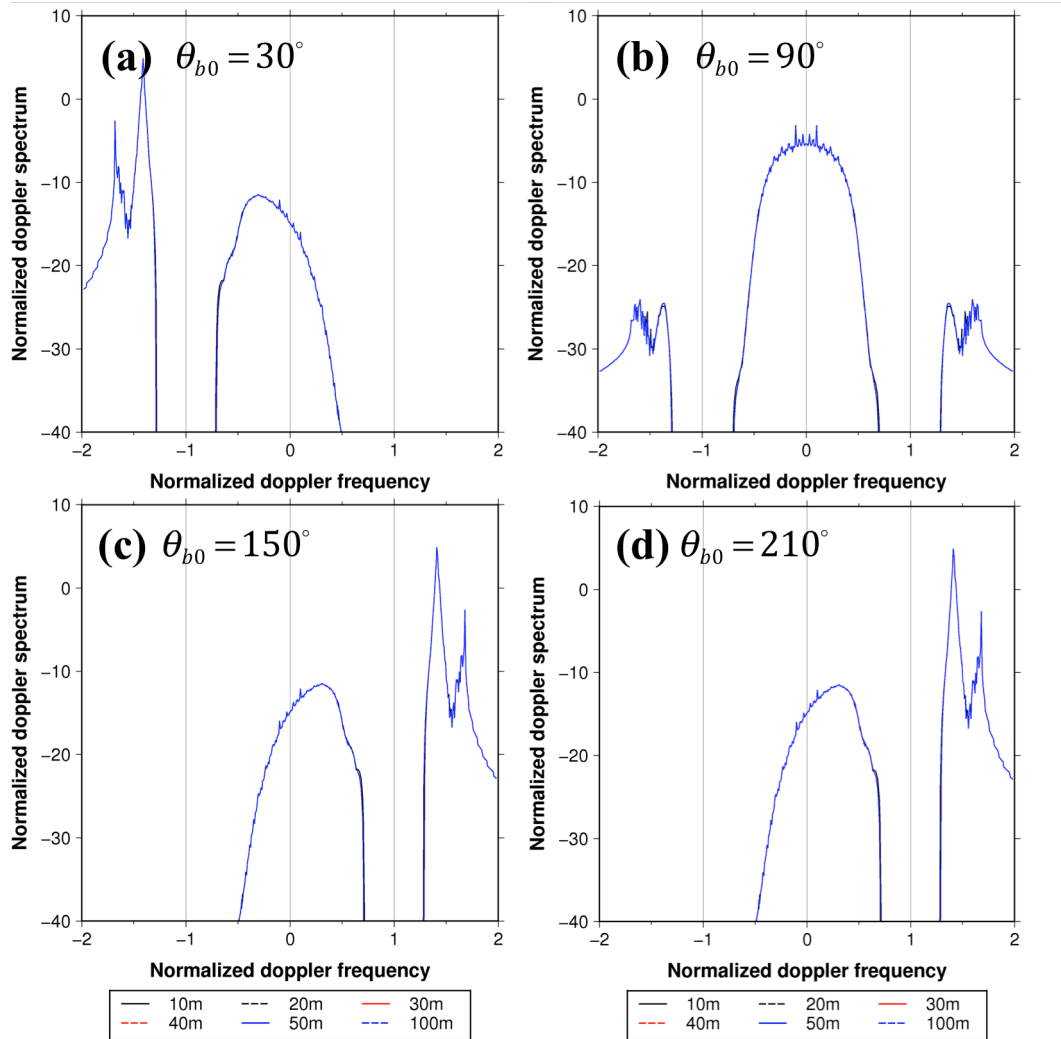 (a) θb0 = 30°
10
0
−10
−20
−30
−40
Normalized doppler spectrum
−2 −1 0 1 2
Normalized doppler frequency
(b) θb0 = 90°
10
0
−10
−20
−30
−40
Normalized doppler spectrum
−2 −1 0 1 2
Normalized doppler frequency
(c) θb0 = 150°
10
0
−10
−20
−30
−40
Normalized doppler spectrum
−2 −1 0 1 2
Normalized doppler frequency
(d) θb0 = 210°
10
0
−10
−20
−30
−40
Normalized doppler spectrum
−2 −1 0 1 2
Normalized doppler frequency
10m 20m 30m
40m 50m 100m
10m 20m 30m
40m 50m 100m